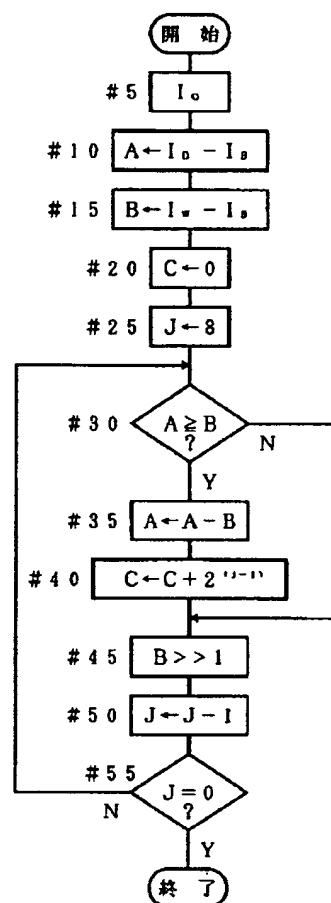 開 始
#5 I₀
#10 A←I_D－I_B
#15 B←I_W－I_B
#20 C←0
#25 J←8
#30 A≧B
?
N
Y
#35 A←A－B
#40 C←C＋2^(J-1)
#45 B>>1
#50 J←J－1
#55
N
J=0
?
Y
終 了